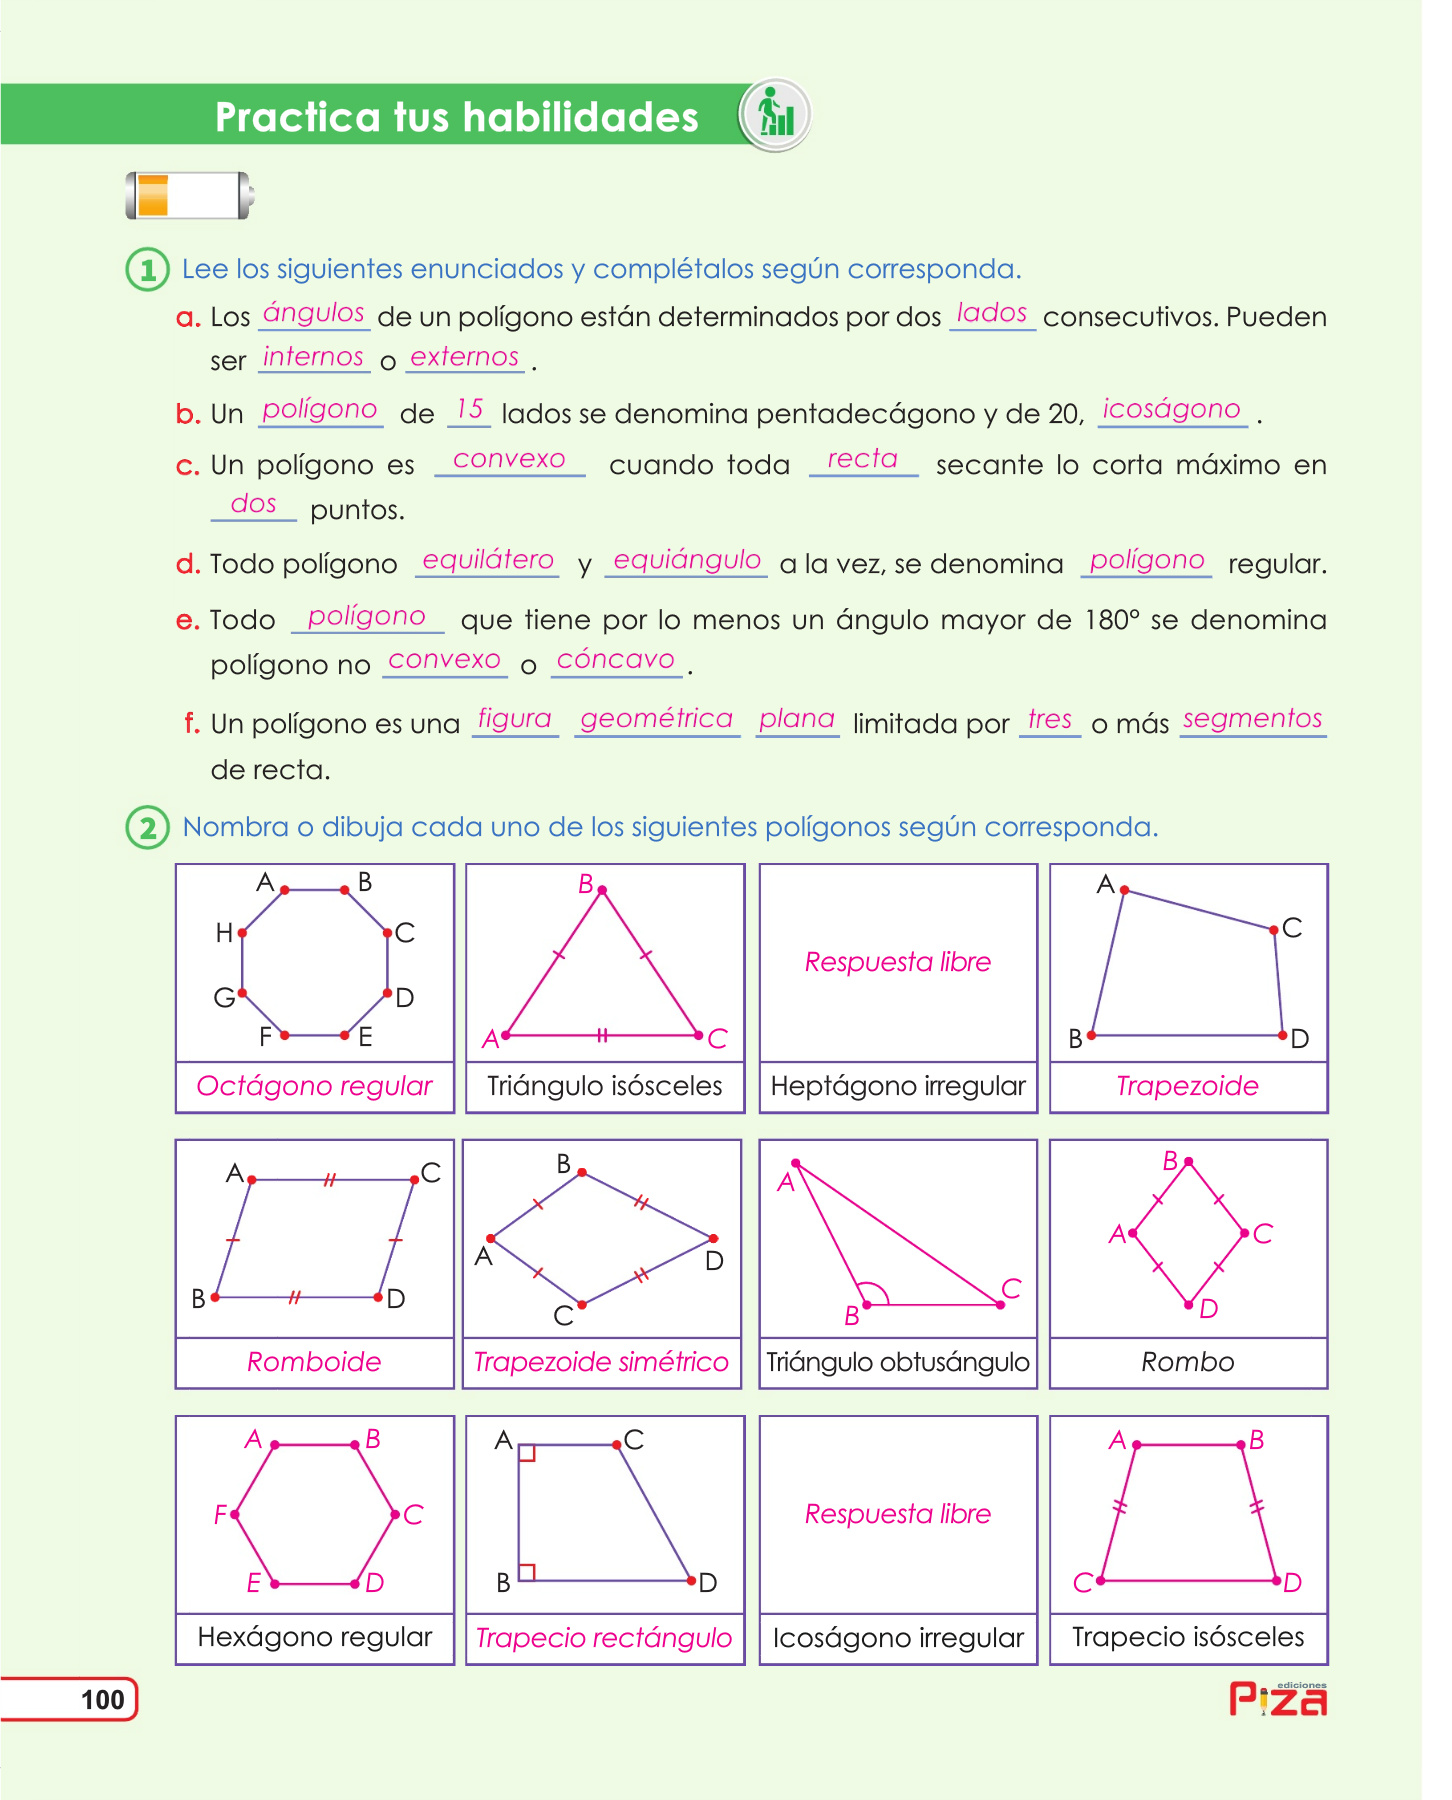 Practica tus habilidades
1 Lee los siguientes enunciados y complétalos según corresponda.
a. Los ángulos de un polígono están determinados por dos lados consecutivos. Pueden
ser internos o externos .
b. Un polígono de 15 lados se denomina pentadecágono y de 20, icoságono .
c. Un polígono es convexo cuando toda recta secante lo corta máximo en
dos puntos.
d. Todo polígono equilátero y equiángulo a la vez, se denomina polígono regular.
e. Todo polígono que tiene por lo menos un ángulo mayor de 180° se denomina
polígono no convexo o cóncavo .
f. Un polígono es una figura geométrica plana limitada por tres o más segmentos
de recta.
2 Nombra o dibuja cada uno de los siguientes polígonos según corresponda.
A B
H C
G D
F E
Octágono regular
B
A C
Triángulo isósceles
Respuesta libre
Heptágono irregular
A
C
B D
Trapezoide
A C
B D
Romboide
B
A D
C
Trapezoide simétrico
A
C
B
Triángulo obtusángulo
B
A C
D
Rombo
A B
F C
E D
Hexágono regular
A C
B D
Trapecio rectángulo
Respuesta libre
Icoságono irregular
A B
C D
Trapecio isósceles
100
ediciones
Piza